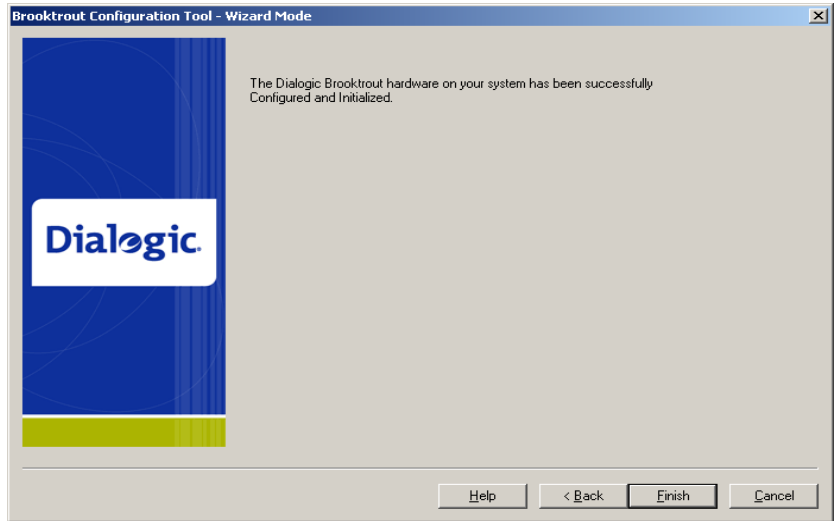 Brooktrout Configuration Tool - Wizard Mode
The Dialogic Brooktrout hardware on your system has been successfully
Configured and Initialized.
Dialogic.
Help
< Back
Finish
Cancel